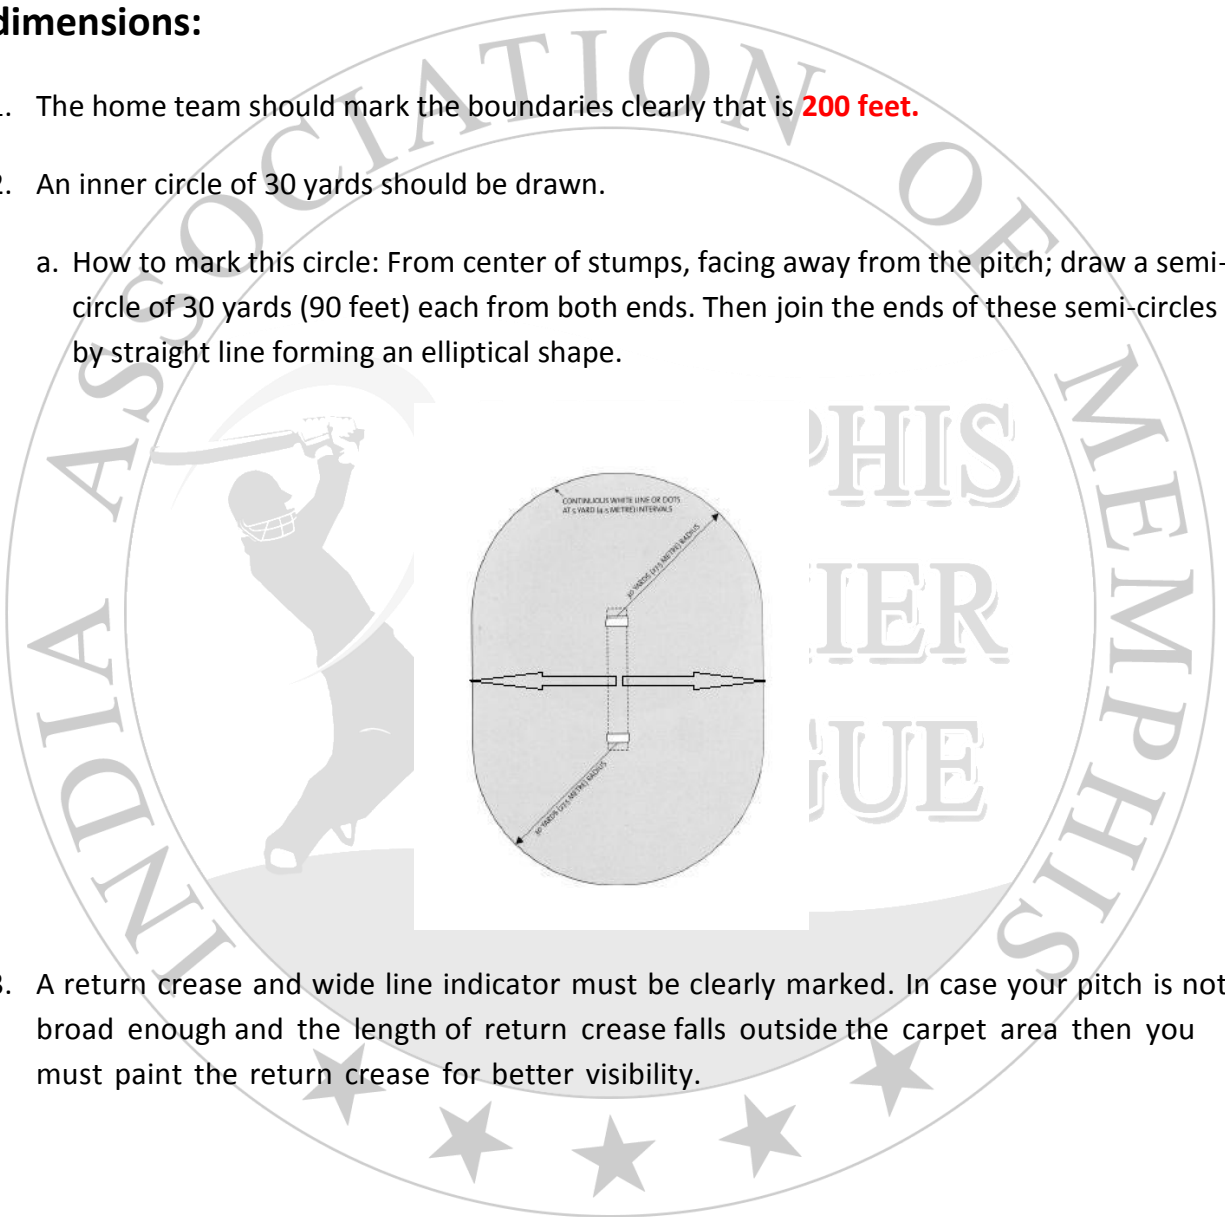 dimensions:
The home team should mark the boundaries clearly that is 200 feet.
An inner circle of 30 yards should be drawn.
a. How to mark this circle: From center of stumps, facing away from the pitch; draw a semi-
circle of 30 yards (90 feet) each from both ends. Then join the ends of these semi-circles
by straight line forming an elliptical shape.
CONTINUOUS WHITE LINE OR DOTS
AT 5 YARD (4.5 METRE) INTERVALS
30 YARDS (27.5 METRE) RADIUS
30 YARDS (27.5 METRE) RADIUS
3. A return crease and wide line indicator must be clearly marked. In case your pitch is not
broad enough and the length of return crease falls outside the carpet area then you
must paint the return crease for better visibility.
INDIA ASSOCIATION OF MEMPHIS
PHIS
IER
GUE